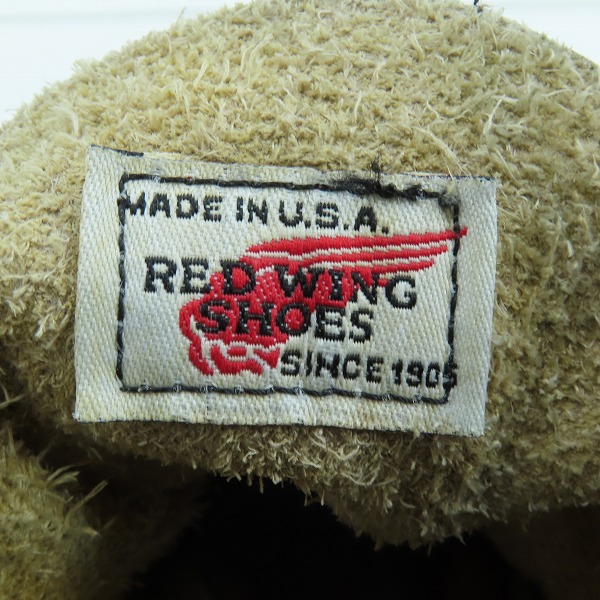 MADE IN U.S.A.
RED WING
SHOES
SINCE 1905